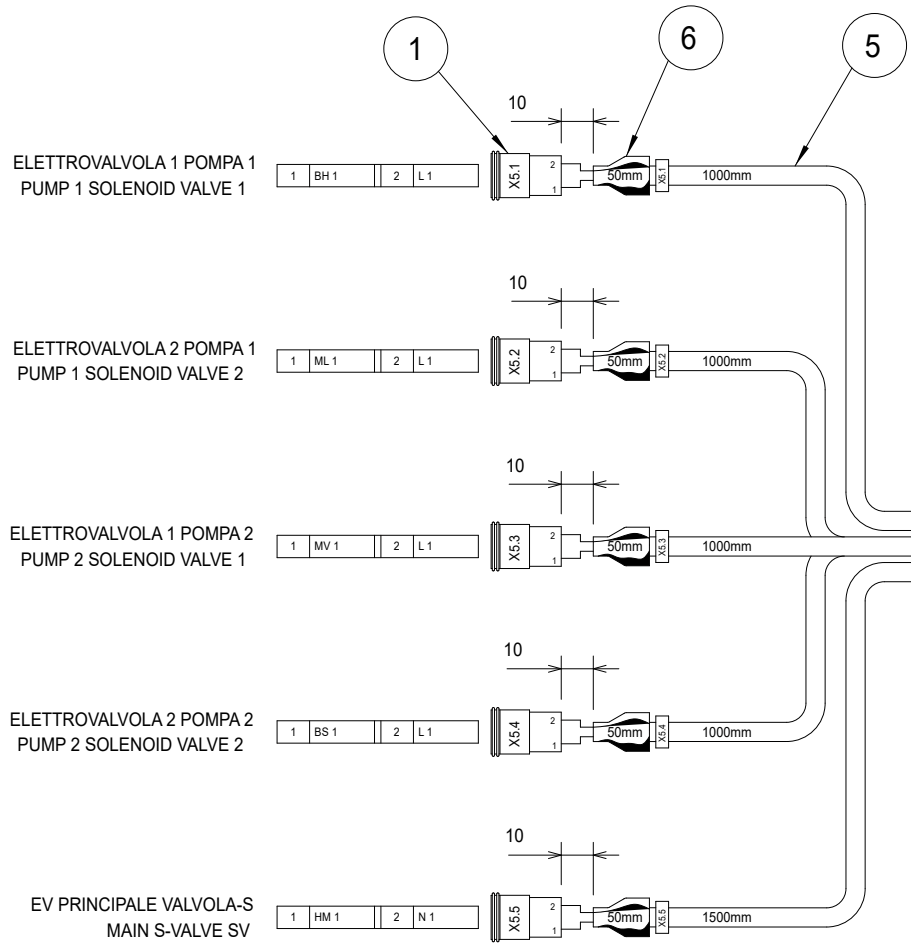 1
6
5
10
ELETTROVALVOLA 1 POMPA 1
PUMP 1 SOLENOID VALVE 1
1 BH 1 2 L 1
X5.1
2
1
50mm
X5.1
1000mm
10
ELETTROVALVOLA 2 POMPA 1
PUMP 1 SOLENOID VALVE 2
1 ML 1 2 L 1
X5.2
2
1
50mm
X5.2
1000mm
10
ELETTROVALVOLA 1 POMPA 2
PUMP 2 SOLENOID VALVE 1
1 MV 1 2 L 1
X5.3
2
1
50mm
X5.3
1000mm
10
ELETTROVALVOLA 2 POMPA 2
PUMP 2 SOLENOID VALVE 2
1 BS 1 2 L 1
X5.4
2
1
50mm
X5.4
1000mm
10
EV PRINCIPALE VALVOLA-S
MAIN S-VALVE SV
1 HM 1 2 N 1
X5.5
2
1
50mm
X5.5
1500mm